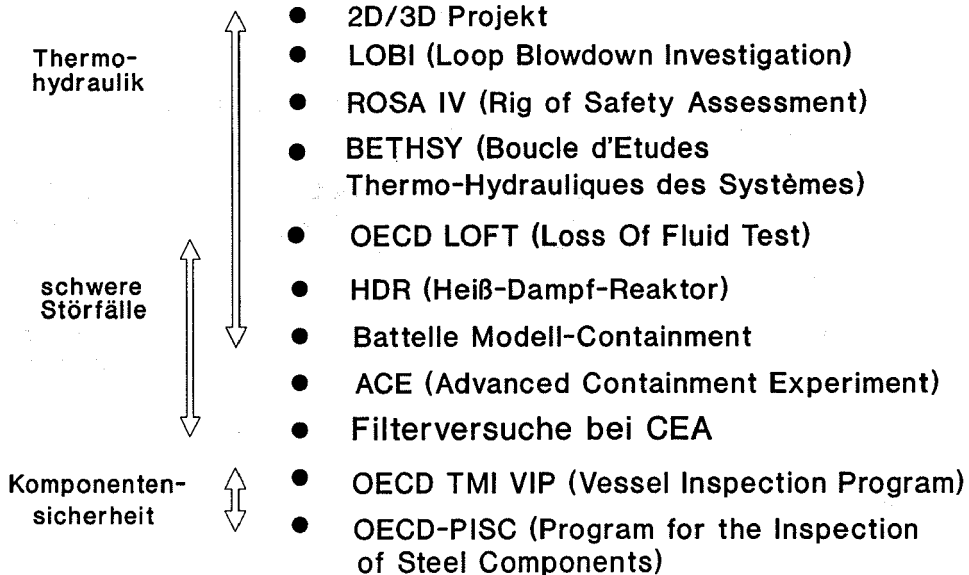 Thermo-
hydraulik
schwere
Störfälle
Komponenten-
sicherheit
● 2D/3D Projekt
● LOBI (Loop Blowdown Investigation)
● ROSA IV (Rig of Safety Assessment)
● BETHSY (Boucle d'Etudes
Thermo-Hydrauliques des Systèmes)
● OECD LOFT (Loss Of Fluid Test)
● HDR (Heiß-Dampf-Reaktor)
● Battelle Modell-Containment
● ACE (Advanced Containment Experiment)
● Filterversuche bei CEA
● OECD TMI VIP (Vessel Inspection Program)
● OECD-PISC (Program for the Inspection
of Steel Components)